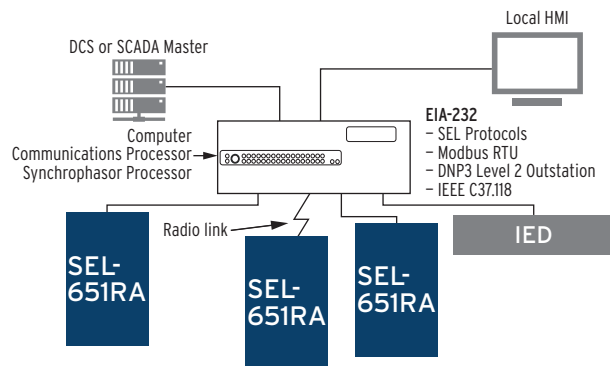 Local HMI
DCS or SCADA Master
EIA-232
– SEL Protocols
– Modbus RTU
– DNP3 Level 2 Outstation
– IEEE C37.118
Computer
Communications Processor
Synchrophasor Processor
Radio link
IED
SEL-
651RA
SEL-
651RA
SEL-
651RA